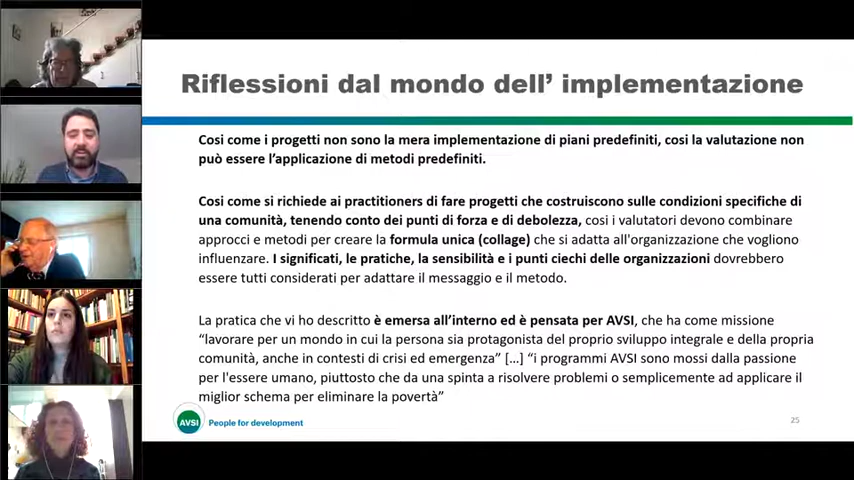 Riflessioni dal mondo dell’ implementazione
Cosi come i progetti non sono la mera implementazione di piani predefiniti, cosi la valutazione non
può essere l’applicazione di metodi predefiniti.
Cosi come si richiede ai practitioners di fare progetti che costruiscono sulle condizioni specifiche di
una comunità, tenendo conto dei punti di forza e di debolezza, cosi i valutatori devono combinare
approcci e metodi per creare la formula unica (collage) che si adatta all'organizzazione che vogliono
influenzare. I significati, le pratiche, la sensibilità e i punti ciechi delle organizzazioni dovrebbero
essere tutti considerati per adattare il messaggio e il metodo.
La pratica che vi ho descritto è emersa all’interno ed è pensata per AVSI, che ha come missione
“lavorare per un mondo in cui la persona sia protagonista del proprio sviluppo integrale e della propria
comunità, anche in contesti di crisi ed emergenza” […] “i programmi AVSI sono mossi dalla passione
per l'essere umano, piuttosto che da una spinta a risolvere problemi o semplicemente ad applicare il
miglior schema per eliminare la povertà”
AVSI People for development
25